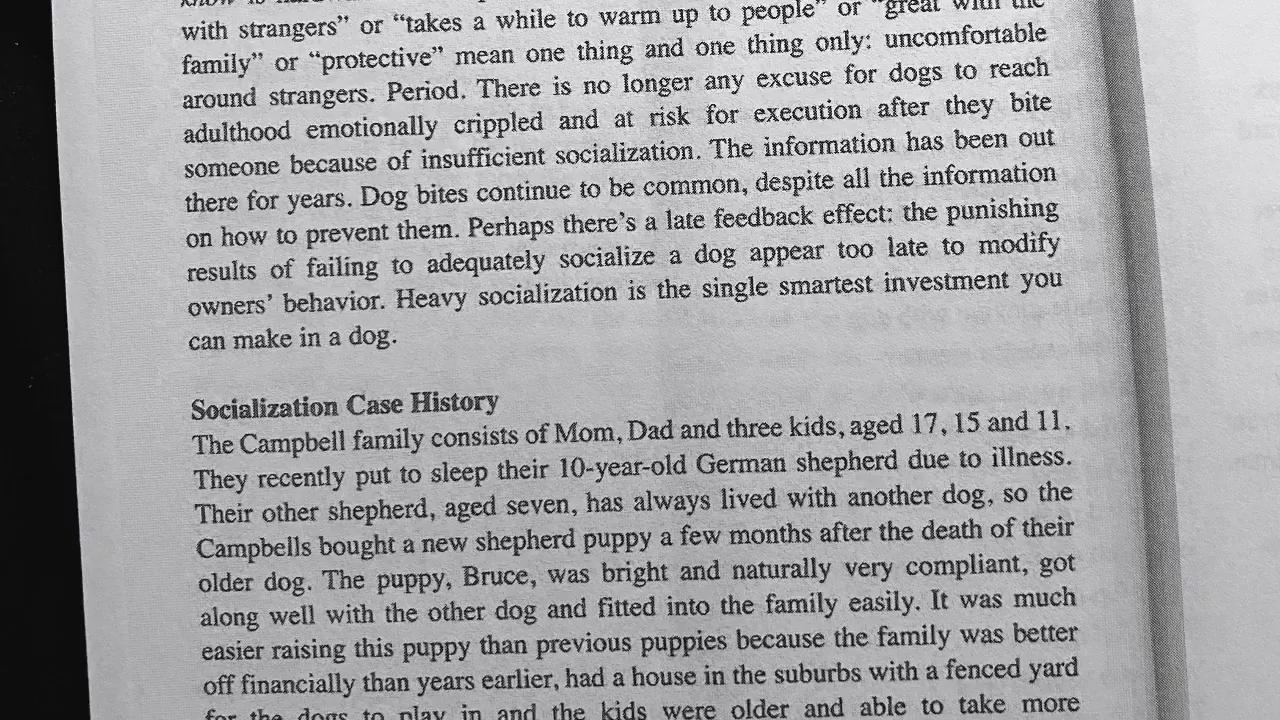 know is
with strangers” or “takes a while to warm up to people” or “great with the
family” or “protective” mean one thing and one thing only: uncomfortable
around strangers. Period. There is no longer any excuse for dogs to reach
adulthood emotionally crippled and at risk for execution after they bite
someone because of insufficient socialization. The information has been out
there for years. Dog bites continue to be common, despite all the information
on how to prevent them. Perhaps there’s a late feedback effect: the punishing
results of failing to adequately socialize a dog appear too late to modify
owners’ behavior. Heavy socialization is the single smartest investment you
can make in a dog.
Socialization Case History
The Campbell family consists of Mom, Dad and three kids, aged 17, 15 and 11.
They recently put to sleep their 10-year-old German shepherd due to illness.
Their other shepherd, aged seven, has always lived with another dog, so the
Campbells bought a new shepherd puppy a few months after the death of their
older dog. The puppy, Bruce, was bright and naturally very compliant, got
along well with the other dog and fitted into the family easily. It was much
easier raising this puppy than previous puppies because the family was better
off financially than years earlier, had a house in the suburbs with a fenced yard
for the dogs to play in and the kids were older and able to take more